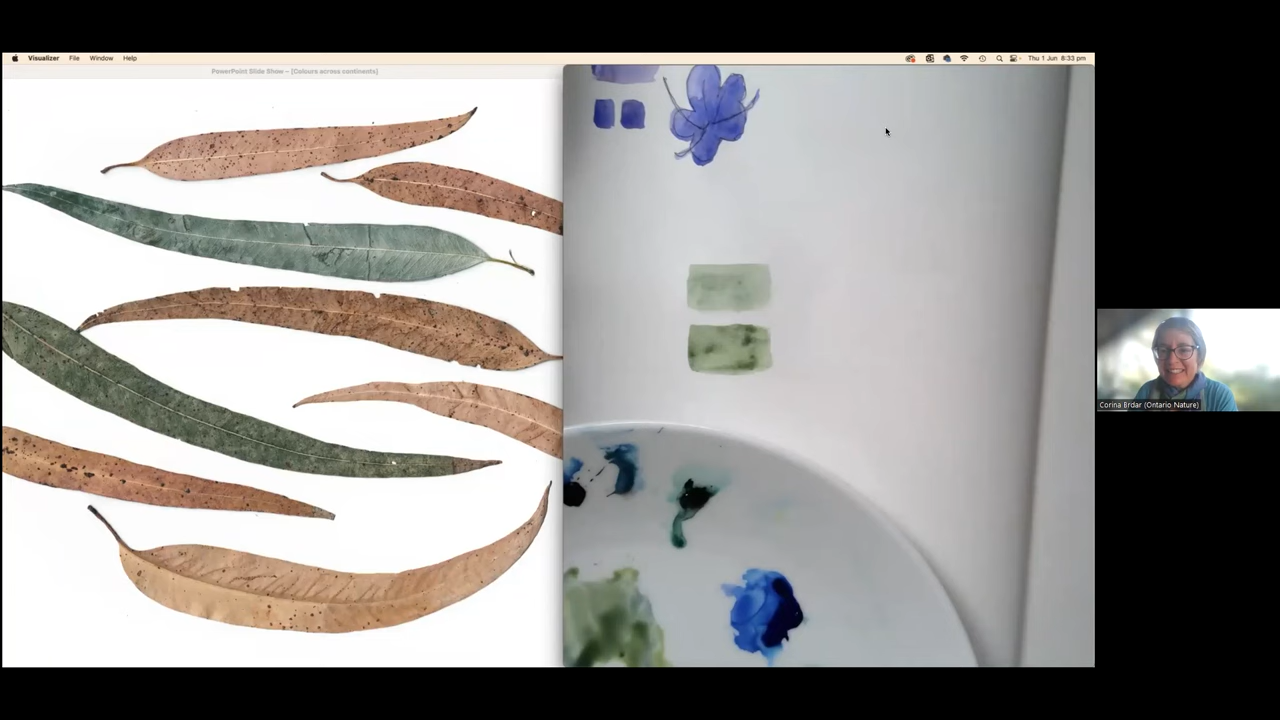 Visualizer File Window Help
Thu 1 Jun 8:33 pm
PowerPoint Slide Show – [Colours across continents]
Corina Brdar (Ontario Nature)